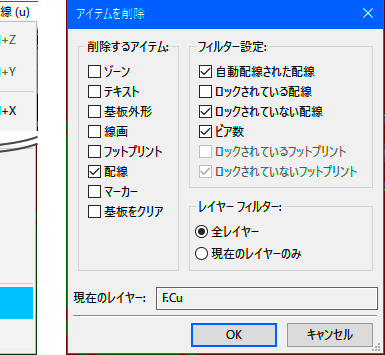 線 (u)
+Z
+Y
+X
アイテムを削除
削除するアイテム:
ゾーン
テキスト
基板外形
線画
フットプリント
配線
マーカー
基板をクリア
フィルター設定:
自動配線された配線
ロックされている配線
ロックされていない配線
ビア数
ロックされているフットプリント
ロックされていないフットプリント
レイヤー フィルター:
全レイヤー
現在のレイヤーのみ
現在のレイヤー: F.Cu
OK キャンセル